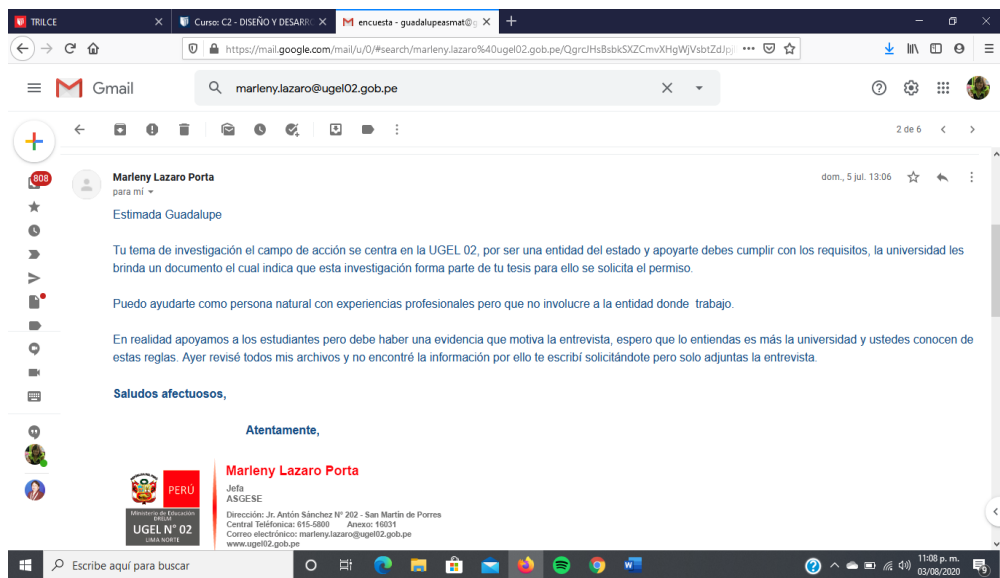 TRILCE
Curso: C2 - DISEÑO Y DESARRO
encuesta - guadalupeasmat@g
https://mail.google.com/mail/u/0/#search/marleny.lazaro%40ugel02.gob.pe/QgrcJHsBsbkSXZCmvXHgWjVsbtZdJpj
Gmail
marleny.lazaro@ugel02.gob.pe
2 de 6
808
Marleny Lazaro Porta
dom., 5 jul. 13:06
para mí
Estimada Guadalupe
Tu tema de investigación el campo de acción se centra en la UGEL 02, por ser una entidad del estado y apoyarte debes cumplir con los requisitos, la universidad les
brinda un documento el cual indica que esta investigación forma parte de tu tesis para ello se solicita el permiso.
Puedo ayudarte como persona natural con experiencias profesionales pero que no involucre a la entidad donde trabajo.
En realidad apoyamos a los estudiantes pero debe haber una evidencia que motiva la entrevista, espero que lo entiendas es más la universidad y ustedes conocen de
estas reglas. Ayer revisé todos mis archivos y no encontré la información por ello te escribí solicitándote pero solo adjuntas la entrevista.
Saludos afectuosos,
Atentamente,
PERÚ
Ministerio de Educación
DRELM
UGEL N° 02
LIMA NORTE
Marleny Lazaro Porta
Jefa
ASGESE
Dirección: Jr. Antón Sánchez Nº 202 - San Martín de Porres
Central Teléfonica: 615-5800 Anexo: 16031
Correo electrónico: marleny.lazaro@ugel02.gob.pe
www.ugel02.gob.pe
Escribe aquí para buscar
11:08 p. m.
03/08/2020